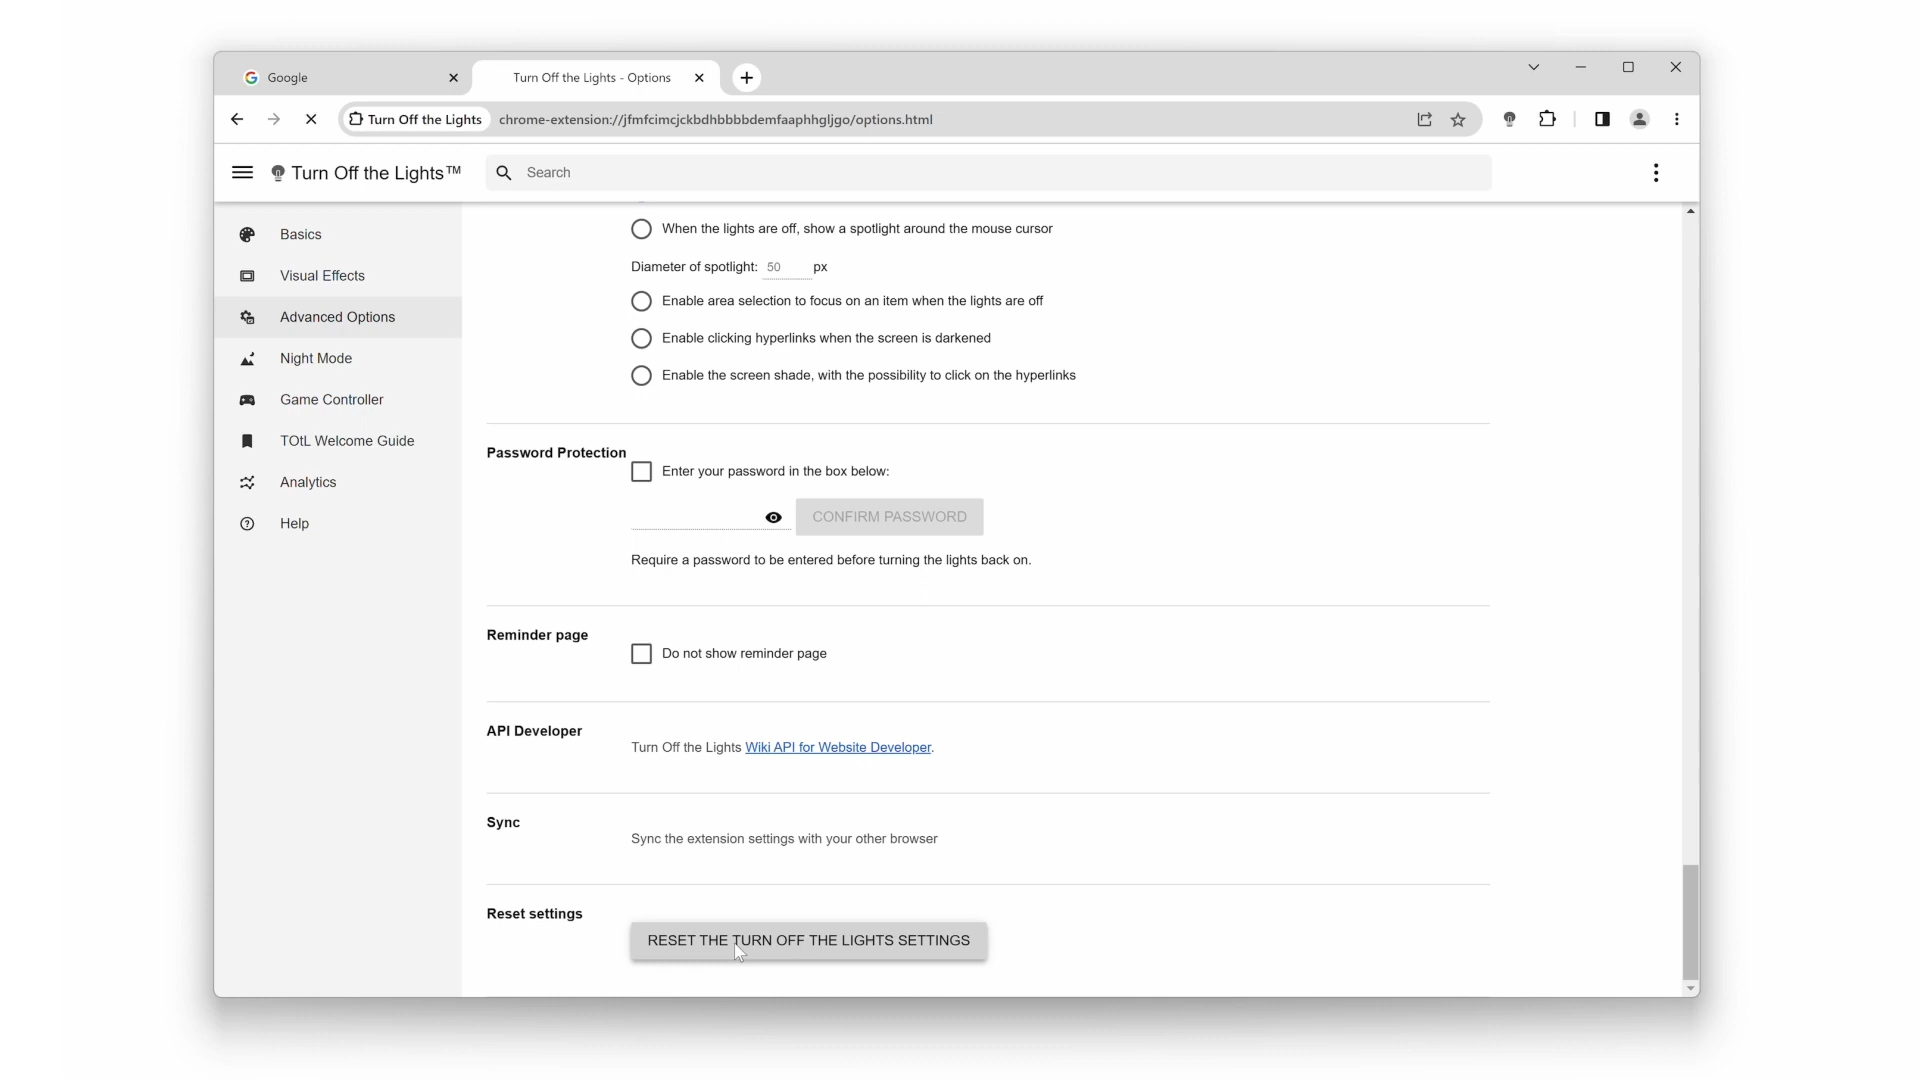 Google
Turn Off the Lights - Options
Turn Off the Lights
chrome-extension://jfmfcimcjckbdhbbbbdemfaaphhgljgo/options.html
Turn Off the Lights™
Search
Basics
Visual Effects
Advanced Options
Night Mode
Game Controller
TOtL Welcome Guide
Analytics
Help
When the lights are off, show a spotlight around the mouse cursor
Diameter of spotlight: 50 px
Enable area selection to focus on an item when the lights are off
Enable clicking hyperlinks when the screen is darkened
Enable the screen shade, with the possibility to click on the hyperlinks
Password Protection
Enter your password in the box below:
CONFIRM PASSWORD
Require a password to be entered before turning the lights back on.
Reminder page
Do not show reminder page
API Developer
Turn Off the Lights Wiki API for Website Developer.
Sync
Sync the extension settings with your other browser
Reset settings
RESET THE TURN OFF THE LIGHTS SETTINGS